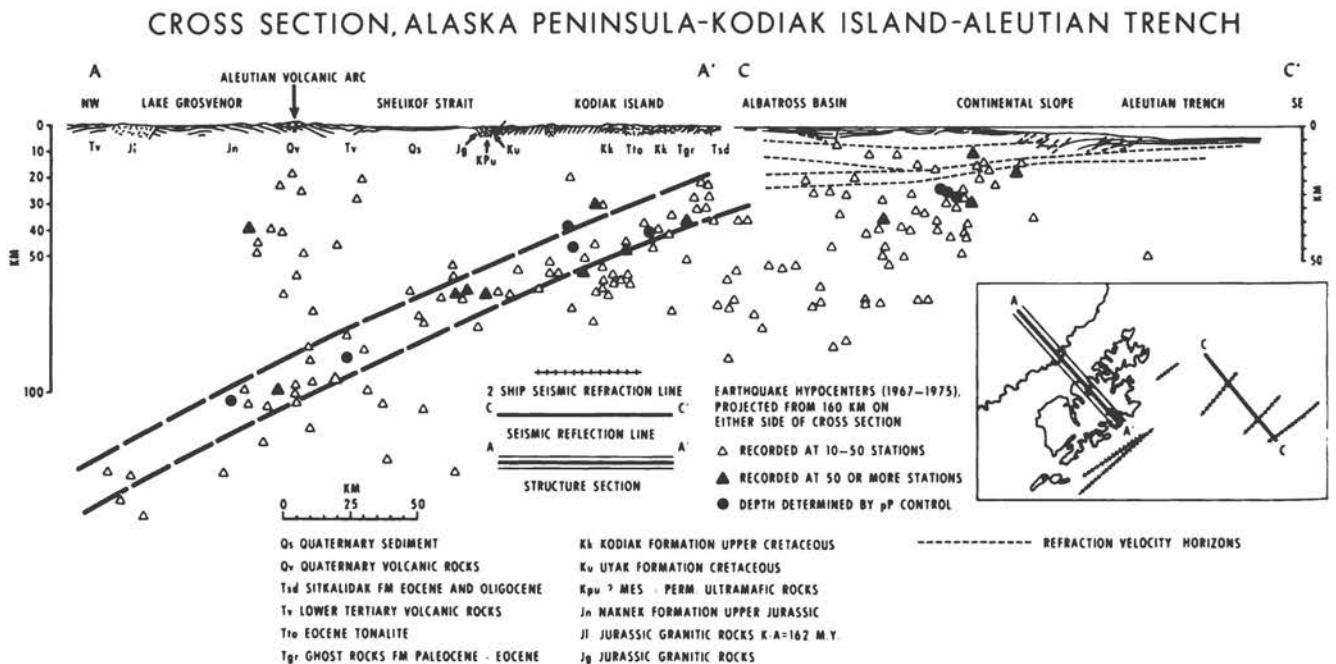 CROSS SECTION, ALASKA PENINSULA-KODIAK ISLAND-ALEUTIAN TRENCH
A A' C C'
ALEUTIAN VOLCANIC ARC
NW LAKE GROSVENOR SHELIKOF STRAIT KODIAK ISLAND ALBATROSS BASIN CONTINENTAL SLOPE ALEUTIAN TRENCH SE
0 0
Tv Ji Jn Qv Tv Qs Jg KPu Ku Kk Tto Kk Tgr Tsd
10
20
30
40
50
100
KM
KM
50
A
A'
C
C'
2 SHIP SEISMIC REFRACTION LINE
C C'
SEISMIC REFLECTION LINE
A A'
STRUCTURE SECTION
KM
0 25 50
EARTHQUAKE HYPOCENTERS (1967–1975),
PROJECTED FROM 160 KM ON
EITHER SIDE OF CROSS SECTION
RECORDED AT 10–50 STATIONS
RECORDED AT 50 OR MORE STATIONS
DEPTH DETERMINED BY pP CONTROL
REFRACTION VELOCITY HORIZONS
Qs QUATERNARY SEDIMENT
Qv QUATERNARY VOLCANIC ROCKS
Tsd SITKALIDAK FM EOCENE AND OLIGOCENE
Tv LOWER TERTIARY VOLCANIC ROCKS
Tto EOCENE TONALITE
Tgr GHOST ROCKS FM PALEOCENE - EOCENE
Kk KODIAK FORMATION UPPER CRETACEOUS
Ku UYAK FORMATION CRETACEOUS
Kpu ? MES - PERM. ULTRAMAFIC ROCKS
Jn NAKNEK FORMATION UPPER JURASSIC
JI JURASSIC GRANITIC ROCKS K-A=162 M.Y.
Jg JURASSIC GRANITIC ROCKS